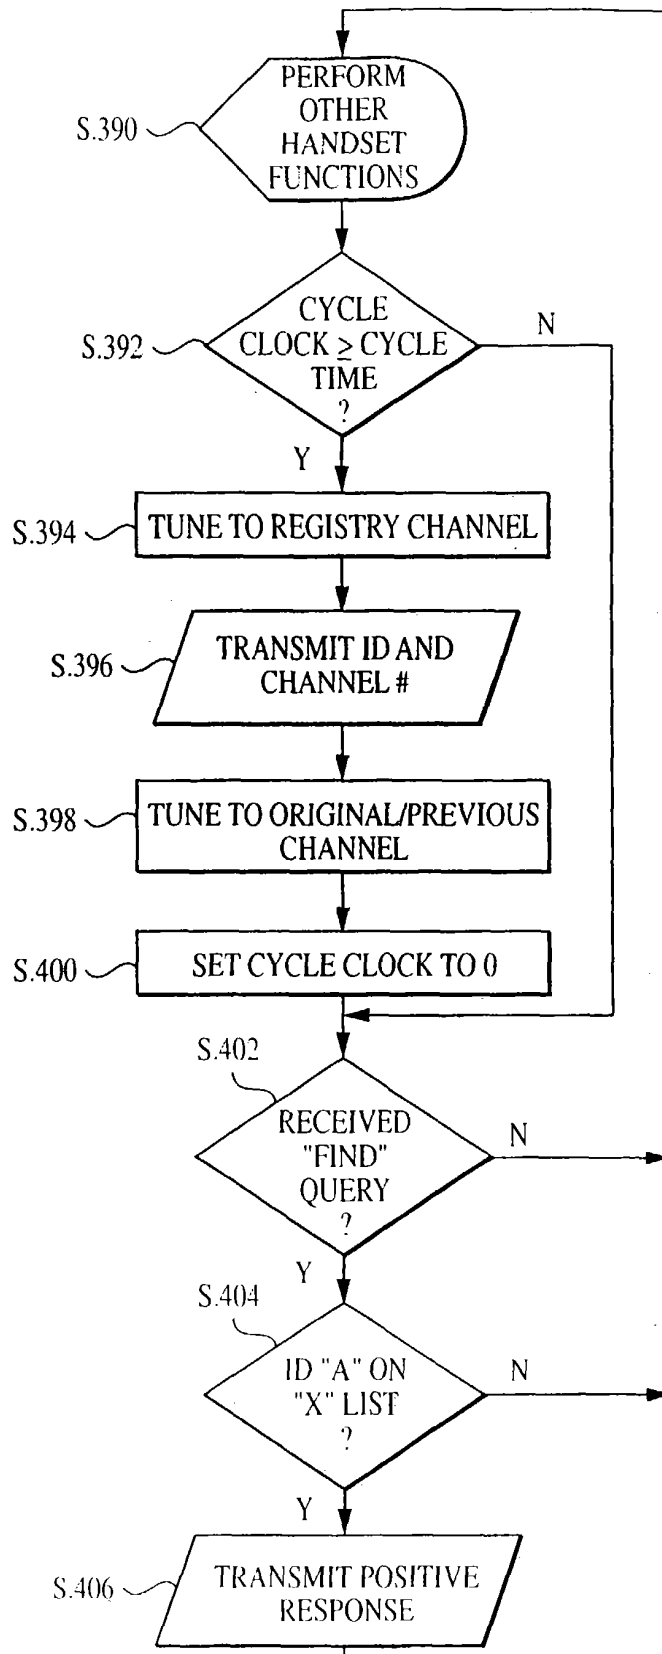 PERFORM
OTHER
HANDSET
FUNCTIONS
S.390
CYCLE
CLOCK ≥ CYCLE
TIME
?
S.392
N
Y
S.394
TUNE TO REGISTRY CHANNEL
S.396
TRANSMIT ID AND
CHANNEL #
S.398
TUNE TO ORIGINAL/PREVIOUS
CHANNEL
S.400
SET CYCLE CLOCK TO 0
S.402
RECEIVED
"FIND"
QUERY
?
N
Y
S.404
ID "A" ON
"X" LIST
?
N
Y
S.406
TRANSMIT POSITIVE
RESPONSE